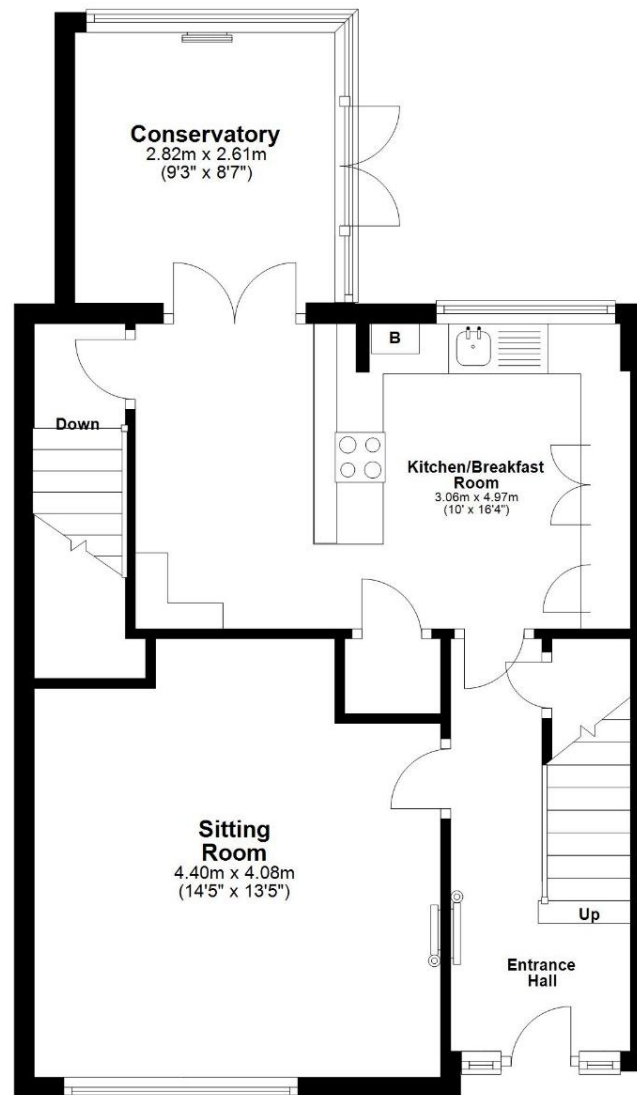 Conservatory
2.82m x 2.61m
(9'3" x 8'7")
B
Down
Kitchen/Breakfast
Room
3.06m x 4.97m
(10' x 16'4")
Sitting
Room
4.40m x 4.08m
(14'5" x 13'5")
Up
Entrance
Hall